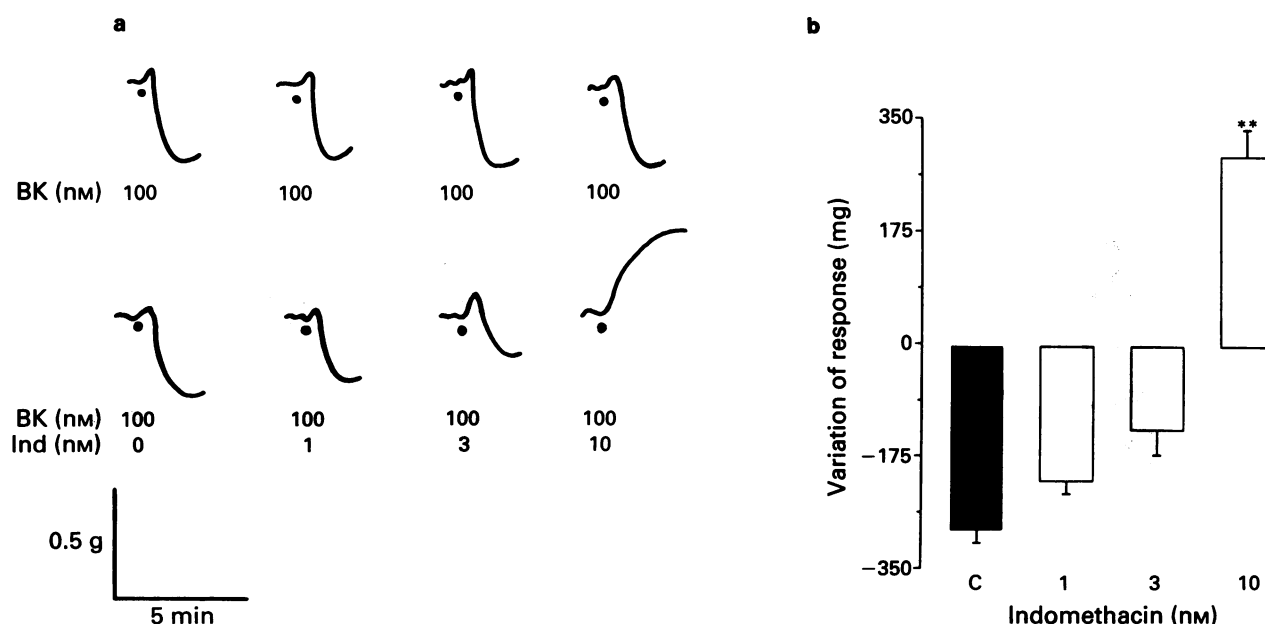 a
BK (nM) 100 100 100 100
BK (nM) 100 100 100 100
Ind (nM) 0 1 3 10
0.5 g
5 min
b
Variation of response (mg)
350
175
0
−175
−350
**
C 1 3 10
Indomethacin (nM)